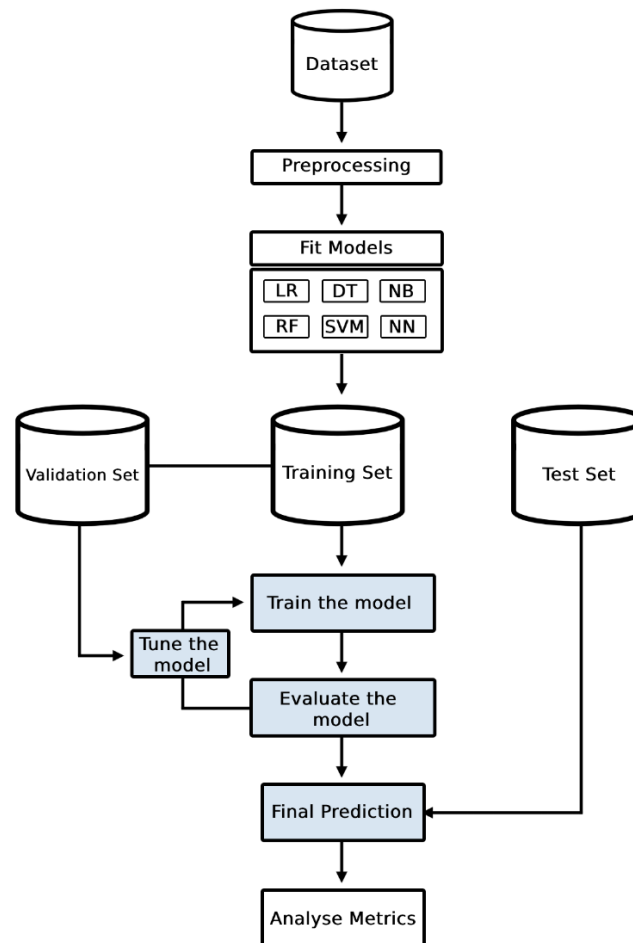 Dataset
Preprocessing
Fit Models
LR DT NB
RF SVM NN
Validation Set
Training Set
Test Set
Train the model
Tune the
model
Evaluate the
model
Final Prediction
Analyse Metrics